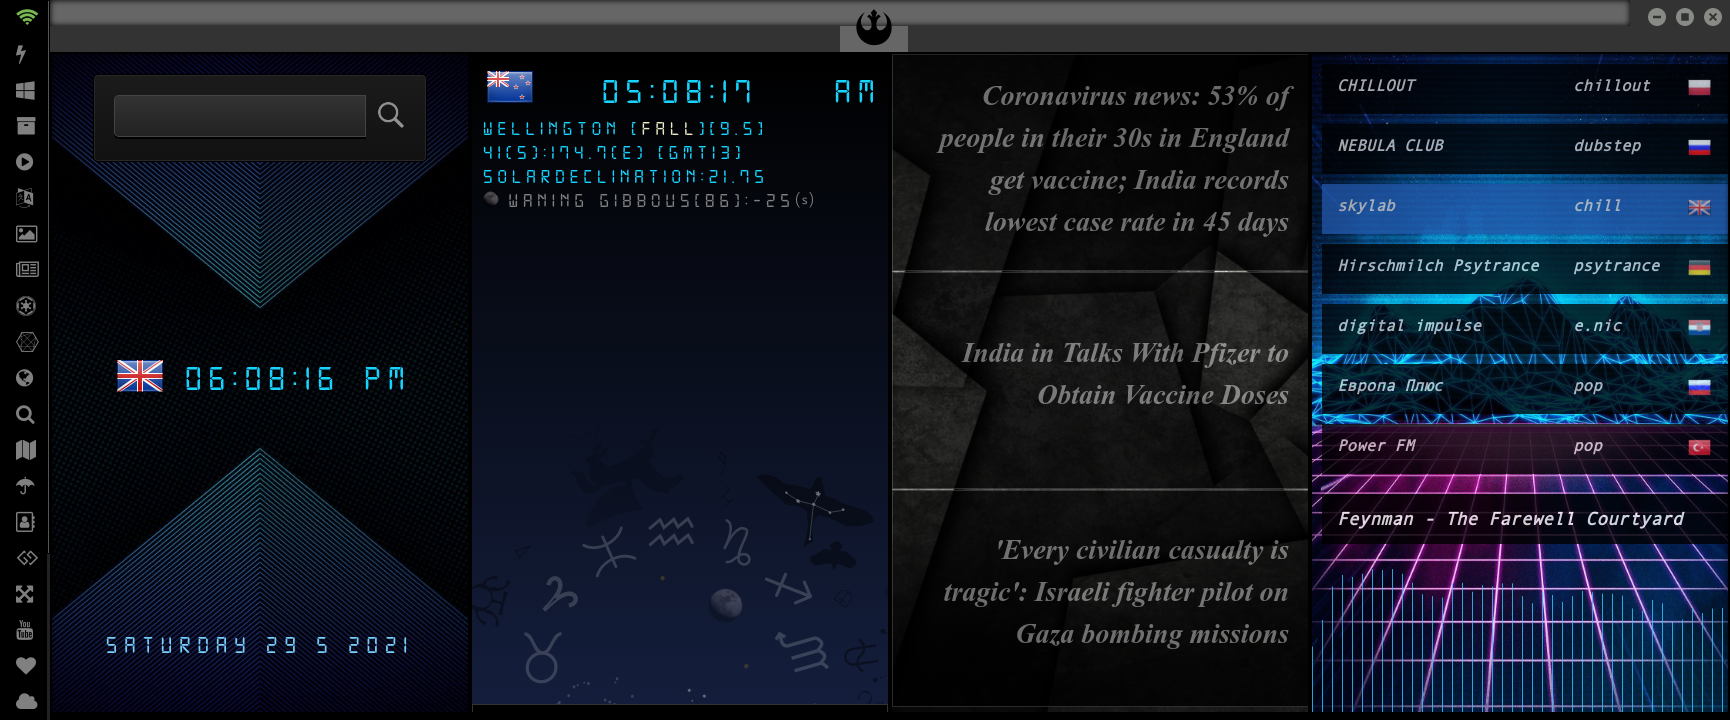 06:08:16 PM
SATURDAY 29 5 2021
05:08:17 AM
WELLINGTON [FALL][9.5]
41(S):174.7(E) [GMT13]
SOLARDECLINATION:21.75
WANING GIBBOUS[86]:-25(s)
Coronavirus news: 53% of
people in their 30s in England
get vaccine; India records
lowest case rate in 45 days
India in Talks With Pfizer to
Obtain Vaccine Doses
'Every civilian casualty is
tragic': Israeli fighter pilot on
Gaza bombing missions
CHILLOUT chillout
NEBULA CLUB dubstep
skylab chill
Hirschmilch Psytrance psytrance
digital impulse e.nic
Европа Плюс pop
Power FM pop
Feynman - The Farewell Courtyard
You
Tube